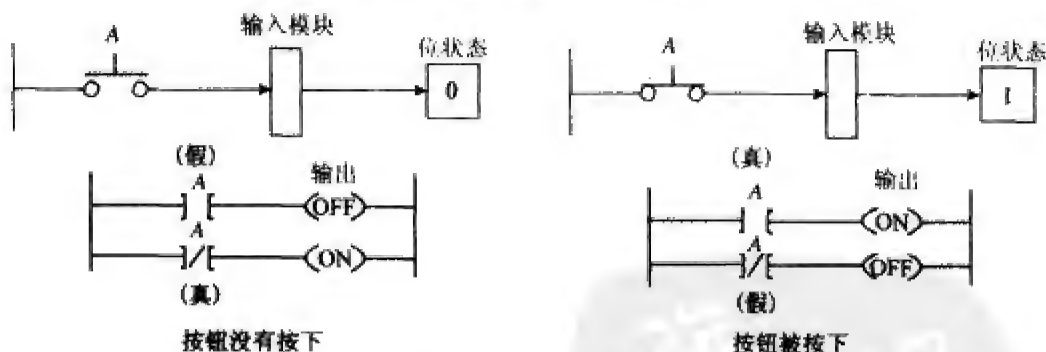 A
输入模块
位状态
0
(假)
A
输出
(OFF)
A
(ON)
(真)
按钮没有按下
A
输入模块
位状态
1
(真)
A
输出
(ON)
A
(OFF)
(假)
按钮被按下